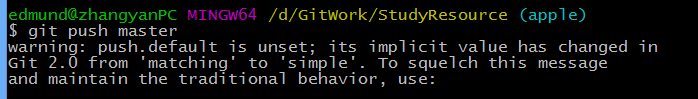 edmund@zhangyanPC MINGW64 /d/GitWork/StudyResource (apple)
$ git push master
warning: push.default is unset; its implicit value has changed in
Git 2.0 from 'matching' to 'simple'. To squelch this message
and maintain the traditional behavior, use: